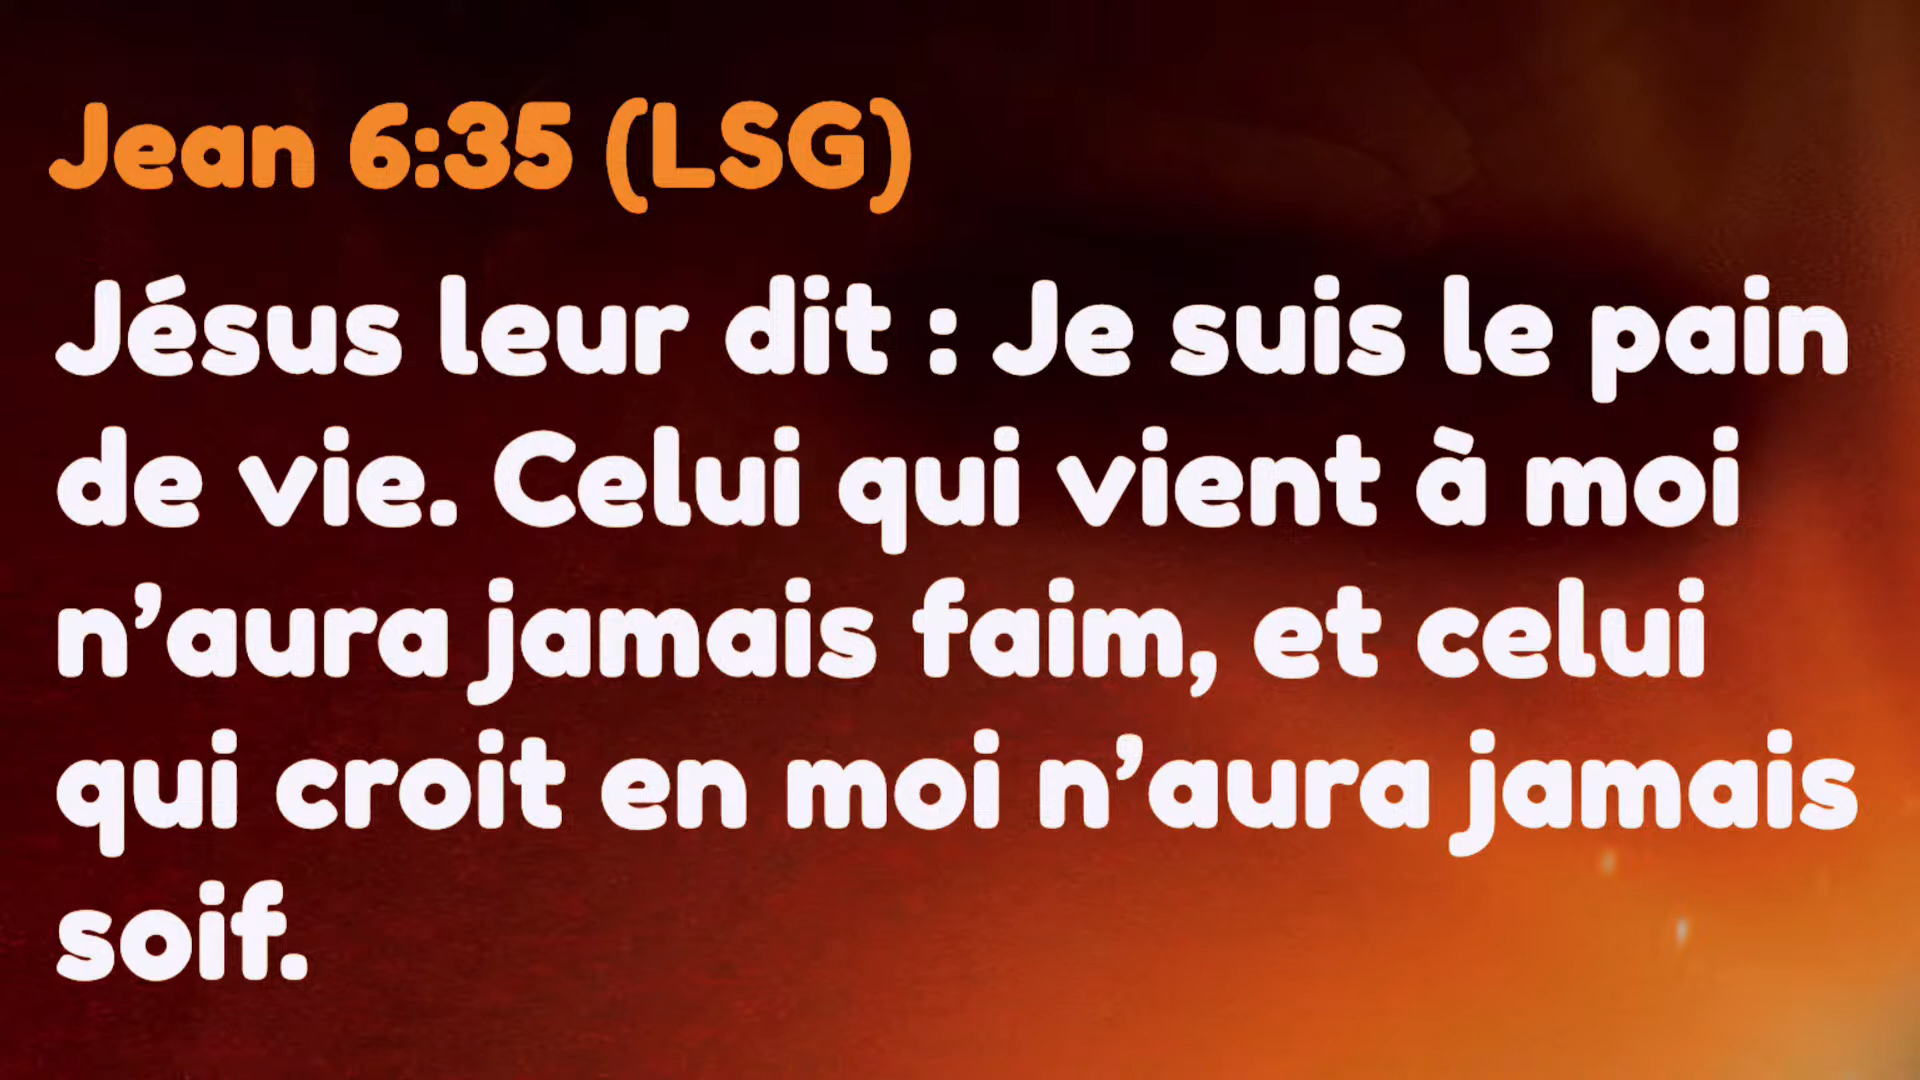 Jean 6:35 (LSG)
Jésus leur dit : Je suis le pain
de vie. Celui qui vient à moi
n’aura jamais faim, et celui
qui croit en moi n’aura jamais
soif.